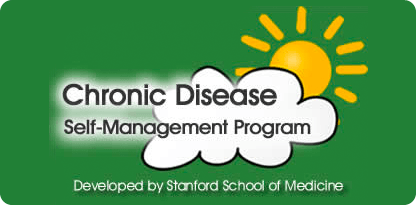 Chronic Disease
Self-Management Program
Developed by Stanford School of Medicine